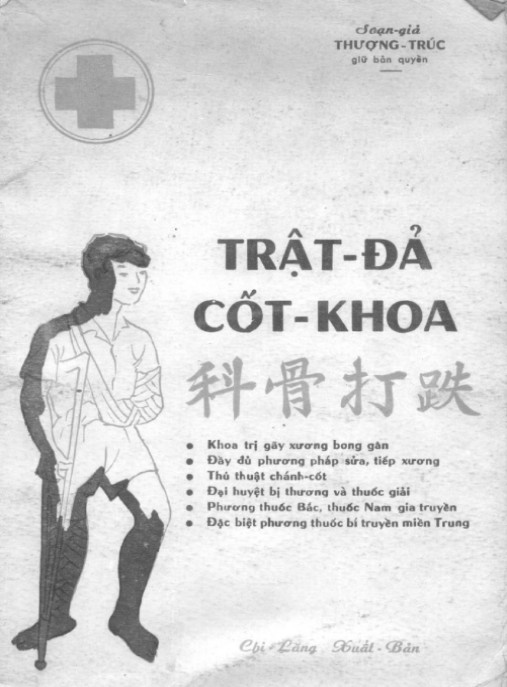 Soạn-giả
THƯỢNG-TRÚC
giữ bản quyền
TRẬT-ĐẢ
CỐT-KHOA
科骨打跌
• Khoa trị gãy xương bong gân
• Đầy đủ phương pháp sửa, tiếp xương
• Thủ thuật chánh-cốt
• Đại huyệt bị thương và thuốc giải
• Phương thuốc Bắc, thuốc Nam gia truyền
• Đặc biệt phương thuốc bí truyền miền Trung
Chi-Lăng Xuất-Bản